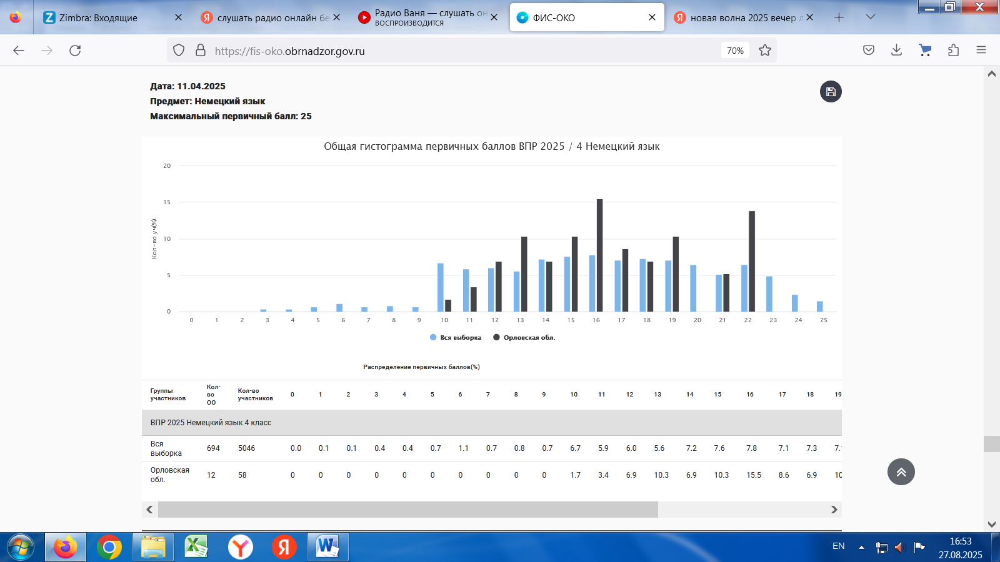 Zimbra: Входящие
слушать радио онлайн бе
Радио Ваня — слушать он
ВОСПРОИЗВОДИТСЯ
ФИС-ОКО
новая волна 2025 вечер л
https://fis-oko.obrnadzor.gov.ru
70%
Дата: 11.04.2025
Предмет: Немецкий язык
Максимальный первичный балл: 25
Общая гистограмма первичных баллов ВПР 2025 / 4 Немецкий язык
Кол-во уч(%)
20
15
10
5
0
0 1 2 3 4 5 6 7 8 9 10 11 12 13 14 15 16 17 18 19 20 21 22 23 24 25
Вся выборка Орловская обл.
Распределение первичных баллов(%)
Группы участников Кол-во ОО Кол-во участников 0 1 2 3 4 5 6 7 8 9 10 11 12 13 14 15 16 17 18 19
ВПР 2025 Немецкий язык 4 класс
Вся выборка 694 5046 0.0 0.1 0.1 0.4 0.4 0.7 1.1 0.7 0.8 0.7 6.7 5.9 6.0 5.6 7.2 7.6 7.8 7.1 7.3 7.
Орловская обл. 12 58 0 0 0 0 0 0 0 0 0 0 1.7 3.4 6.9 10.3 6.9 10.3 15.5 8.6 6.9 10
EN
16:53
27.08.2025